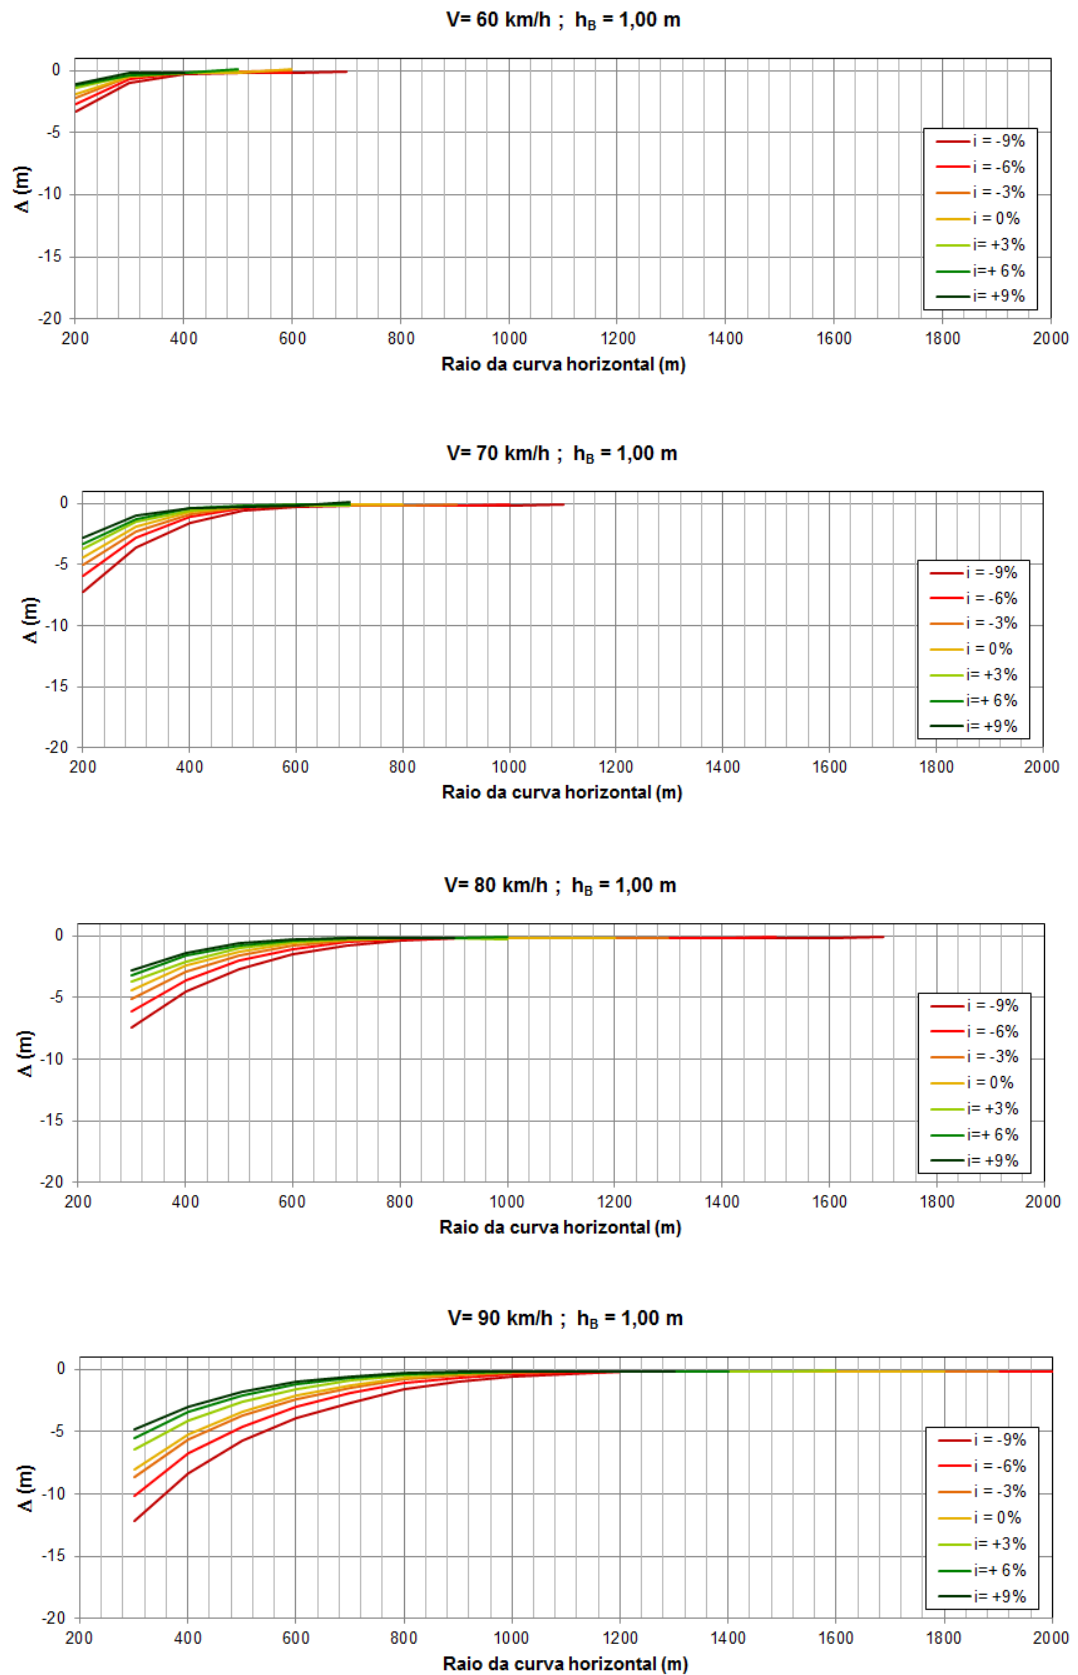 V= 60 km/h ; hB = 1,00 m
0
-5
-10
-15
-20
Δ (m)
200 400 600 800 1000 1200 1400 1600 1800 2000
Raio da curva horizontal (m)
i = -9%
i = -6%
i = -3%
i = 0%
i= +3%
i=+ 6%
i= +9%
V= 70 km/h ; hB = 1,00 m
0
-5
-10
-15
-20
Δ (m)
200 400 600 800 1000 1200 1400 1600 1800 2000
Raio da curva horizontal (m)
i = -9%
i = -6%
i = -3%
i = 0%
i= +3%
i=+ 6%
i= +9%
V= 80 km/h ; hB = 1,00 m
0
-5
-10
-15
-20
Δ (m)
200 400 600 800 1000 1200 1400 1600 1800 2000
Raio da curva horizontal (m)
i = -9%
i = -6%
i = -3%
i = 0%
i= +3%
i=+ 6%
i= +9%
V= 90 km/h ; hB = 1,00 m
0
-5
-10
-15
-20
Δ (m)
200 400 600 800 1000 1200 1400 1600 1800 2000
Raio da curva horizontal (m)
i = -9%
i = -6%
i = -3%
i = 0%
i= +3%
i=+ 6%
i= +9%